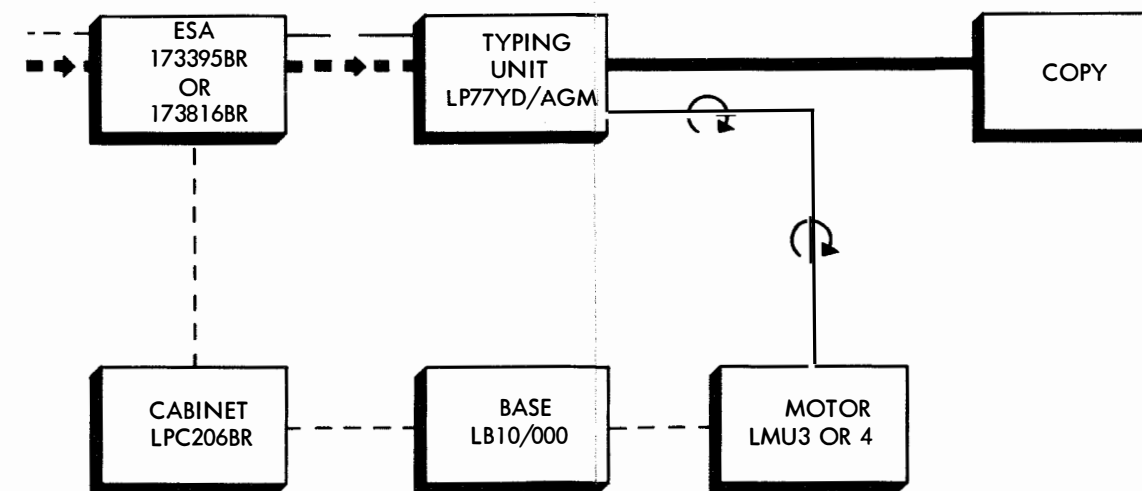 ESA
173395BR
OR
173816BR
TYPING
UNIT
LP77YD/AGM
COPY
CABINET
LPC206BR
BASE
LB10/000
MOTOR
LMU3 OR 4